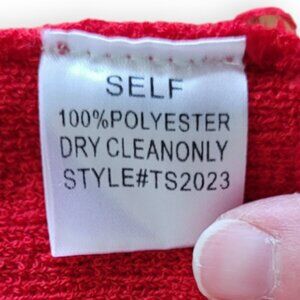 SELF
100%POLYESTER
DRY CLEANONLY
STYLE#TS2023